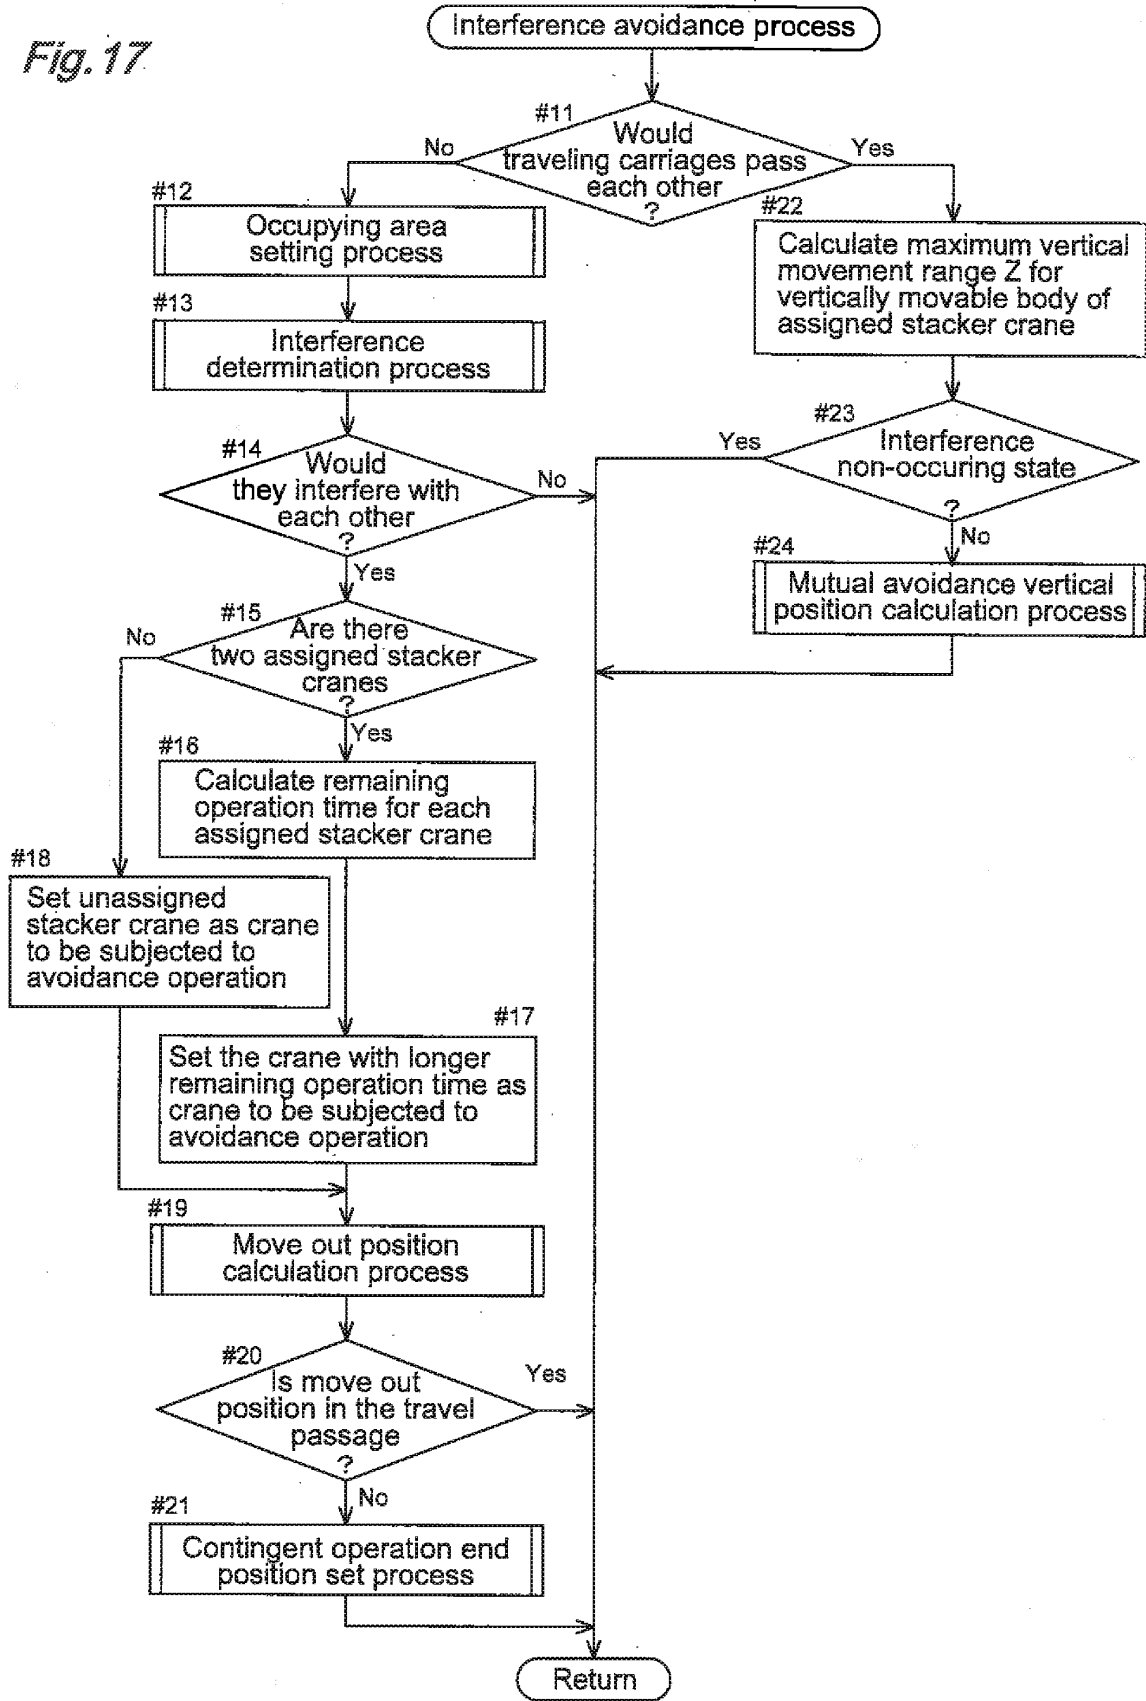 Fig.17
Interference avoidance process
#11
Would
traveling carriages pass
each other
?
No
Yes
#12
Occupying area
setting process
#13
Interference
determination process
#14
Would
they interfere with
each other
?
No
Yes
#15
Are there
two assigned stacker
cranes
?
No
Yes
#16
Calculate remaining
operation time for each
assigned stacker crane
#18
Set unassigned
stacker crane as crane
to be subjected to
avoidance operation
#17
Set the crane with longer
remaining operation time as
crane to be subjected to
avoidance operation
#19
Move out position
calculation process
#20
Is move out
position in the travel
passage
?
Yes
No
#21
Contingent operation end
position set process
#22
Calculate maximum vertical
movement range Z for
vertically movable body of
assigned stacker crane
#23
Interference
non-occuring state
?
Yes
No
#24
Mutual avoidance vertical
position calculation process
Return